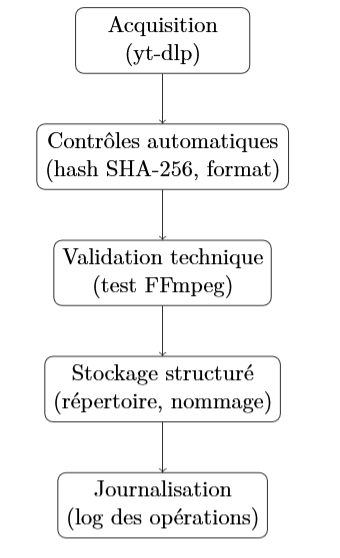 Acquisition
(yt-dlp)
Contrôles automatiques
(hash SHA-256, format)
Validation technique
(test FFmpeg)
Stockage structuré
(répertoire, nommage)
Journalisation
(log des opérations)